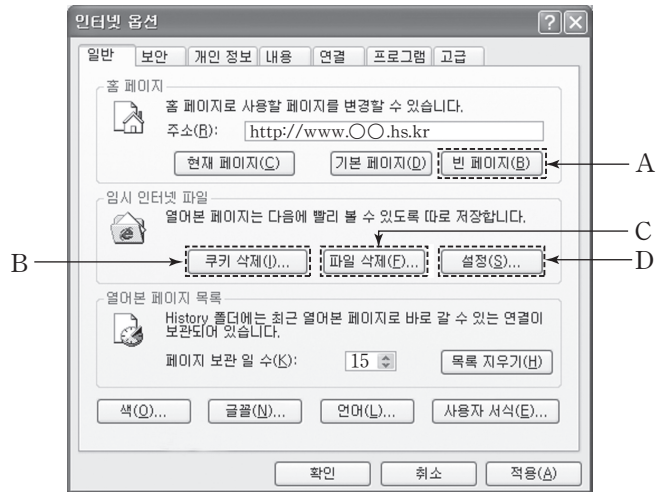 인터넷 옵션
일반 보안 개인 정보 내용 연결 프로그램 고급
홈 페이지
홈 페이지로 사용할 페이지를 변경할 수 있습니다.
주소(R): http://www.○○.hs.kr
현재 페이지(C) 기본 페이지(D) 빈 페이지(B) A
임시 인터넷 파일
열어본 페이지는 다음에 빨리 볼 수 있도록 따로 저장합니다.
C
B 쿠키 삭제(I)... 파일 삭제(F)... 설정(S)... D
열어본 페이지 목록
History 폴더에는 최근 열어본 페이지로 바로 갈 수 있는 연결이
보관되어 있습니다.
페이지 보관 일 수(K): 15 목록 지우기(H)
색(O)... 글꼴(N)... 언어(L)... 사용자 서식(E)...
확인 취소 적용(A)